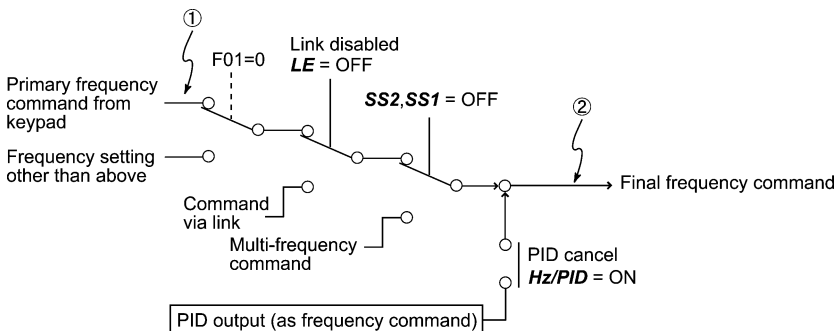 ①
F01=0
Link disabled
LE = OFF
Primary frequency
command from
keypad
SS2,SS1 = OFF
②
Frequency setting
other than above
Final frequency command
Command
via link
Multi-frequency
command
PID cancel
Hz/PID = ON
PID output (as frequency command)